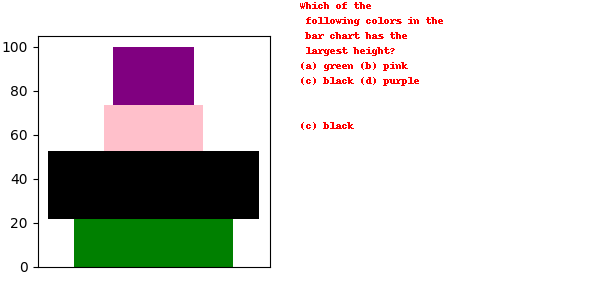 100
80
60
40
20
0
Which of the
following colors in the
bar chart has the
largest height?
(a) green (b) pink
(c) black (d) purple
(c) black